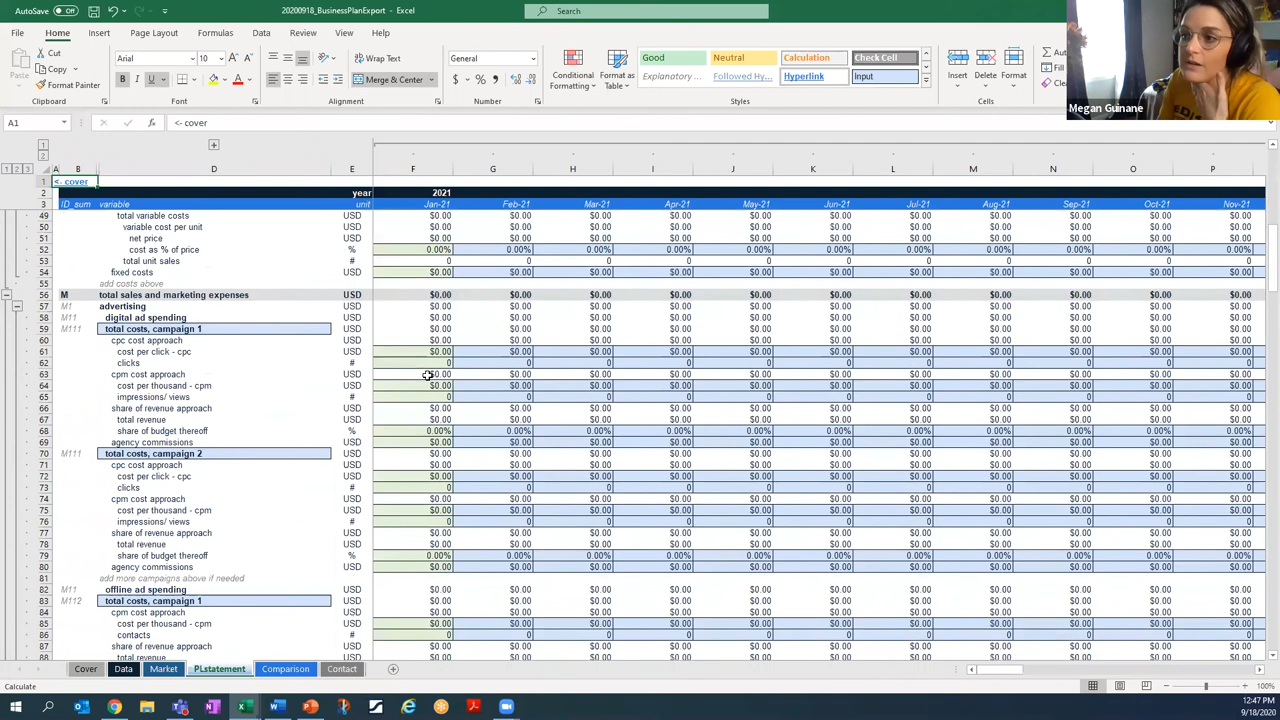 AutoSave Off 20200918_BusinessPlanExport - Excel Search
File Home Insert Page Layout Formulas Data Review View Help
Cut Arial 10 Wrap Text General Good Neutral Calculation Check Cell
Paste Copy Merge & Center Conditional Formatting Format as Table Explanatory ... Followed Hy... Hyperlink Input Insert Delete Format
Format Painter
Clipboard Font Alignment Number Styles Cells
Megan Guinane
A1 <- cover
1
2
1 2 3 A B D E F G H I J K L M N O P
1 <- cover
2 year 2021
3 ID_sum variable unit Jan-21 Feb-21 Mar-21 Apr-21 May-21 Jun-21 Jul-21 Aug-21 Sep-21 Oct-21 Nov-21
49 total variable costs USD $0.00 $0.00 $0.00 $0.00 $0.00 $0.00 $0.00 $0.00 $0.00 $0.00 $0.00
50 variable cost per unit USD $0.00 $0.00 $0.00 $0.00 $0.00 $0.00 $0.00 $0.00 $0.00 $0.00 $0.00
51 net price USD $0.00 $0.00 $0.00 $0.00 $0.00 $0.00 $0.00 $0.00 $0.00 $0.00 $0.00
52 cost as % of price % 0.00% 0.00% 0.00% 0.00% 0.00% 0.00% 0.00% 0.00% 0.00% 0.00% 0.00%
53 total unit sales # 0 0 0 0 0 0 0 0 0 0 0
54 fixed costs USD $0.00 $0.00 $0.00 $0.00 $0.00 $0.00 $0.00 $0.00 $0.00 $0.00 $0.00
55 add costs above
56 M total sales and marketing expenses USD $0.00 $0.00 $0.00 $0.00 $0.00 $0.00 $0.00 $0.00 $0.00 $0.00 $0.00
57 M1 advertising USD $0.00 $0.00 $0.00 $0.00 $0.00 $0.00 $0.00 $0.00 $0.00 $0.00 $0.00
58 M11 digital ad spending USD $0.00 $0.00 $0.00 $0.00 $0.00 $0.00 $0.00 $0.00 $0.00 $0.00 $0.00
59 M111 total costs, campaign 1 USD $0.00 $0.00 $0.00 $0.00 $0.00 $0.00 $0.00 $0.00 $0.00 $0.00 $0.00
60 cpc cost approach USD $0.00 $0.00 $0.00 $0.00 $0.00 $0.00 $0.00 $0.00 $0.00 $0.00 $0.00
61 cost per click - cpc USD $0.00 $0.00 $0.00 $0.00 $0.00 $0.00 $0.00 $0.00 $0.00 $0.00 $0.00
62 clicks # 0 0 0 0 0 0 0 0 0 0 0
63 cpm cost approach USD $0.00 $0.00 $0.00 $0.00 $0.00 $0.00 $0.00 $0.00 $0.00 $0.00 $0.00
64 cost per thousand - cpm USD $0.00 $0.00 $0.00 $0.00 $0.00 $0.00 $0.00 $0.00 $0.00 $0.00 $0.00
65 impressions/ views # 0 0 0 0 0 0 0 0 0 0 0
66 share of revenue approach USD $0.00 $0.00 $0.00 $0.00 $0.00 $0.00 $0.00 $0.00 $0.00 $0.00 $0.00
67 total revenue USD $0.00 $0.00 $0.00 $0.00 $0.00 $0.00 $0.00 $0.00 $0.00 $0.00 $0.00
68 share of budget thereoff % 0.00% 0.00% 0.00% 0.00% 0.00% 0.00% 0.00% 0.00% 0.00% 0.00% 0.00%
69 agency commissions USD $0.00 $0.00 $0.00 $0.00 $0.00 $0.00 $0.00 $0.00 $0.00 $0.00 $0.00
70 M111 total costs, campaign 2 USD $0.00 $0.00 $0.00 $0.00 $0.00 $0.00 $0.00 $0.00 $0.00 $0.00 $0.00
71 cpc cost approach USD $0.00 $0.00 $0.00 $0.00 $0.00 $0.00 $0.00 $0.00 $0.00 $0.00 $0.00
72 cost per click - cpc USD $0.00 $0.00 $0.00 $0.00 $0.00 $0.00 $0.00 $0.00 $0.00 $0.00 $0.00
73 clicks # 0 0 0 0 0 0 0 0 0 0 0
74 cpm cost approach USD $0.00 $0.00 $0.00 $0.00 $0.00 $0.00 $0.00 $0.00 $0.00 $0.00 $0.00
75 cost per thousand - cpm USD $0.00 $0.00 $0.00 $0.00 $0.00 $0.00 $0.00 $0.00 $0.00 $0.00 $0.00
76 impressions/ views # 0 0 0 0 0 0 0 0 0 0 0
77 share of revenue approach USD $0.00 $0.00 $0.00 $0.00 $0.00 $0.00 $0.00 $0.00 $0.00 $0.00 $0.00
78 total revenue USD $0.00 $0.00 $0.00 $0.00 $0.00 $0.00 $0.00 $0.00 $0.00 $0.00 $0.00
79 share of budget thereoff % 0.00% 0.00% 0.00% 0.00% 0.00% 0.00% 0.00% 0.00% 0.00% 0.00% 0.00%
80 agency commissions USD $0.00 $0.00 $0.00 $0.00 $0.00 $0.00 $0.00 $0.00 $0.00 $0.00 $0.00
81 add more campaigns above if needed
82 M11 offline ad spending USD $0.00 $0.00 $0.00 $0.00 $0.00 $0.00 $0.00 $0.00 $0.00 $0.00 $0.00
83 M112 total costs, campaign 1 USD $0.00 $0.00 $0.00 $0.00 $0.00 $0.00 $0.00 $0.00 $0.00 $0.00 $0.00
84 cpm cost approach USD $0.00 $0.00 $0.00 $0.00 $0.00 $0.00 $0.00 $0.00 $0.00 $0.00 $0.00
85 cost per thousand - cpm USD $0.00 $0.00 $0.00 $0.00 $0.00 $0.00 $0.00 $0.00 $0.00 $0.00 $0.00
86 contacts # 0 0 0 0 0 0 0 0 0 0 0
87 share of revenue approach USD $0.00 $0.00 $0.00 $0.00 $0.00 $0.00 $0.00 $0.00 $0.00 $0.00 $0.00
88 total revenue USD $0.00 $0.00 $0.00 $0.00 $0.00 $0.00 $0.00 $0.00 $0.00 $0.00 $0.00
Cover Data Market PLstatement Comparison Contact
Calculate 100%
12:47 PM
9/18/2020